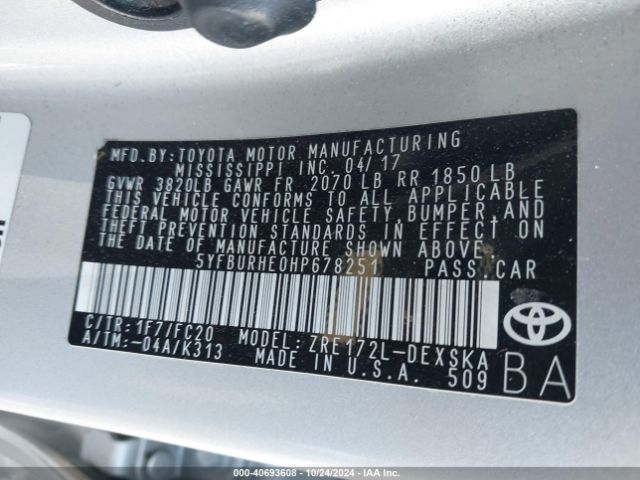 MFD.BY:TOYOTA MOTOR MANUFACTURING
MISSISSIPPI INC. 04/17
GVWR 3820LB GAWR FR 2070 LB RR 1850 LB
THIS VEHICLE CONFORMS TO ALL APPLICABLE
FEDERAL MOTOR VEHICLE SAFETY, BUMPER, AND
THEFT PREVENTION STANDARDS IN EFFECT ON
THE DATE OF MANUFACTURE SHOWN ABOVE.
5YFBURHE0HP678251 PASS.CAR
C/TR:1F7/FC20 MODEL: ZRE172L-DEXSKA
A/TM:-04A/K313 MADE IN U.S.A. 509
BA
000-40693608 - 10/24/2024 - IAA Inc.